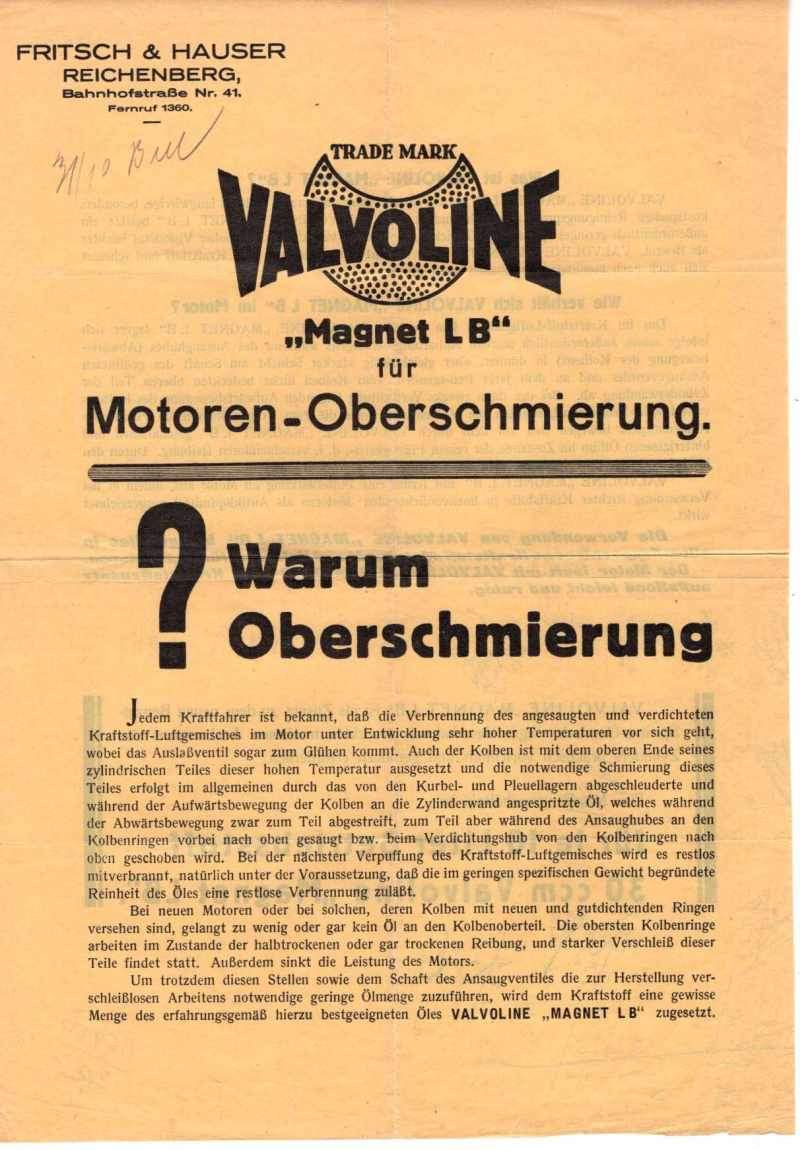 FRITSCH & HAUSER
REICHENBERG,
Bahnhofstraße Nr. 41.
Fernruf 1360.
TRADE MARK
VALVOLINE
„Magnet LB“
für
Motoren-Oberschmierung.
? Warum
Oberschmierung
Jedem Kraftfahrer ist bekannt, daß die Verbrennung des angesaugten und verdichteten
Kraftstoff-Luftgemisches im Motor unter Entwicklung sehr hoher Temperaturen vor sich geht,
wobei das Auslaßventil sogar zum Glühen kommt. Auch der Kolben ist mit dem oberen Ende seines
zylindrischen Teiles dieser hohen Temperatur ausgesetzt und die notwendige Schmierung dieses
Teiles erfolgt im allgemeinen durch das von den Kurbel- und Pleuellagern abgeschleuderte und
während der Aufwärtsbewegung der Kolben an die Zylinderwand angespritzte Öl, welches während
der Abwärtsbewegung zwar zum Teil abgestreift, zum Teil aber während des Ansaughubes an den
Kolbenringen vorbei nach oben gesaugt bzw. beim Verdichtungshub von den Kolbenringen nach
oben geschoben wird. Bei der nächsten Verpuffung des Kraftstoff-Luftgemisches wird es restlos
mitverbrannt, natürlich unter der Voraussetzung, daß die im geringen spezifischen Gewicht begründete
Reinheit des Öles eine restlose Verbrennung zuläßt.
Bei neuen Motoren oder bei solchen, deren Kolben mit neuen und gutdichtenden Ringen
versehen sind, gelangt zu wenig oder gar kein Öl an den Kolbenoberteil. Die obersten Kolbenringe
arbeiten im Zustande der halbtrockenen oder gar trockenen Reibung, und starker Verschleiß dieser
Teile findet statt. Außerdem sinkt die Leistung des Motors.
Um trotzdem diesen Stellen sowie dem Schaft des Ansaugventiles die zur Herstellung ver-
schleißlosen Arbeitens notwendige geringe Ölmenge zuzuführen, wird dem Kraftstoff eine gewisse
Menge des erfahrungsgemäß hierzu bestgeeigneten Öles VALVOLINE „MAGNET LB“ zugesetzt.